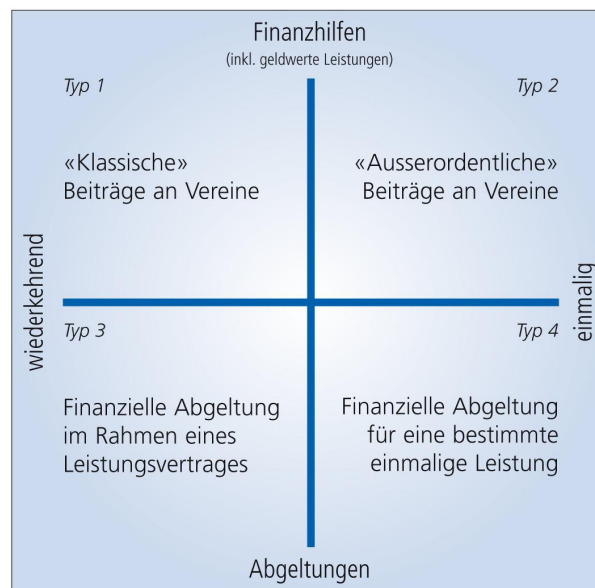 Finanzhilfen
(inkl. geldwerte Leistungen)
Typ 1
Typ 2
«Klassische»
Beiträge an Vereine
«Ausserordentliche»
Beiträge an Vereine
wiederkehrend
einmalig
Typ 3
Typ 4
Finanzielle Abgeltung
im Rahmen eines
Leistungsvertrages
Finanzielle Abgeltung
für eine bestimmte
einmalige Leistung
Abgeltungen